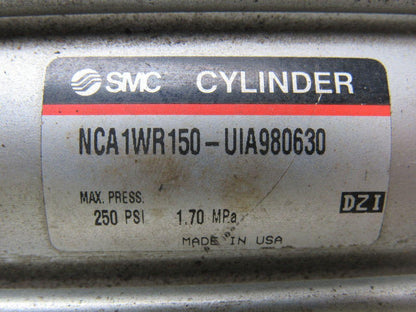 SMC CYLINDER
NCA1WR150-UIA980630
MAX. PRESS.
250 PSI 1.70 MPa
DZI
MADE IN USA